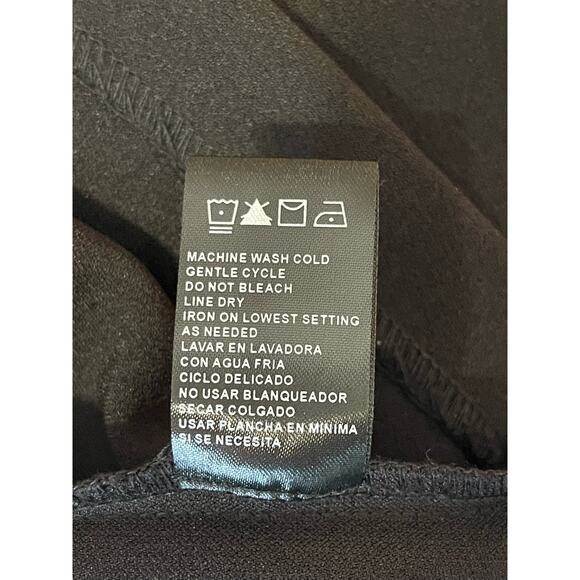 MACHINE WASH COLD
GENTLE CYCLE
DO NOT BLEACH
LINE DRY
IRON ON LOWEST SETTING
AS NEEDED
LAVAR EN LAVADORA
CON AGUA FRIA
CICLO DELICADO
NO USAR BLANQUEADOR
SECAR COLGADO
USAR PLANCHA EN MINIMA
SI SE NECESITA